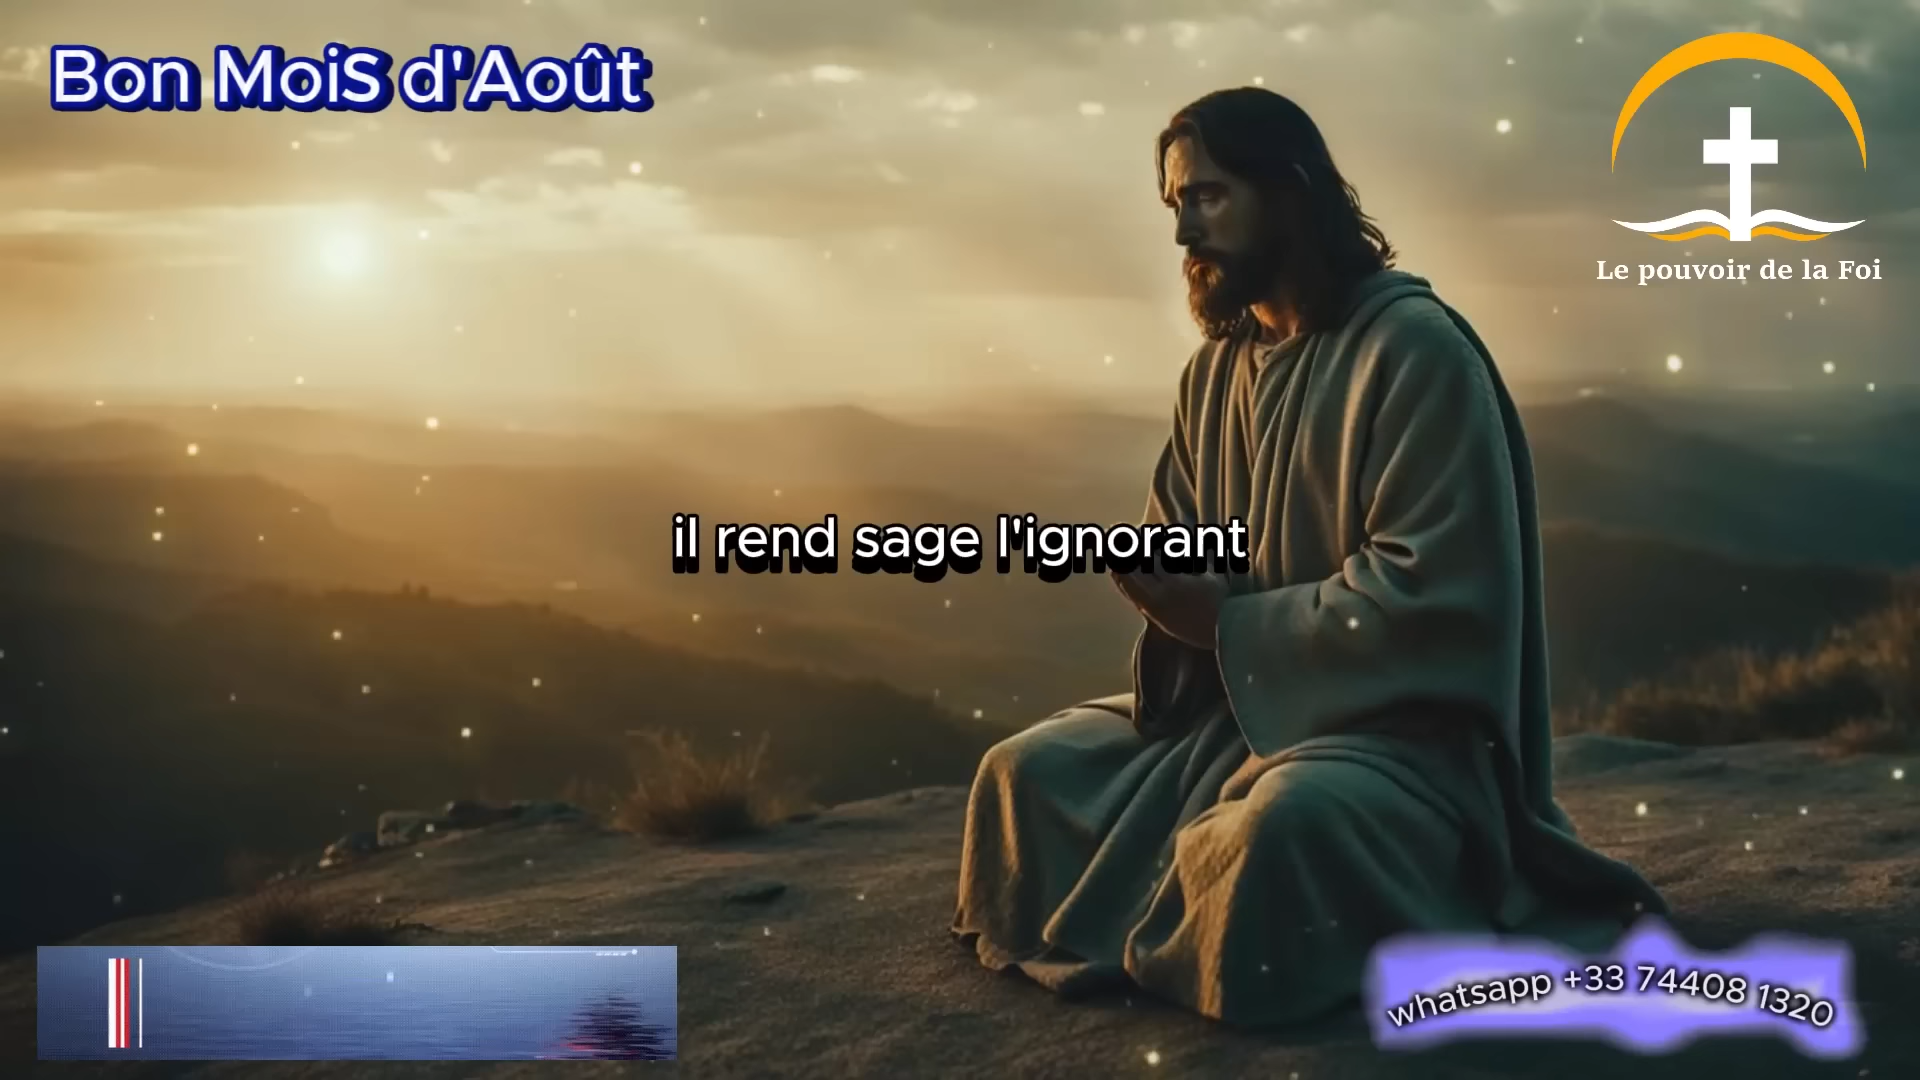 Bon MoiS d'Août
Le pouvoir de la Foi
il rend sage l'ignorant
whatsapp +33 74408 1320